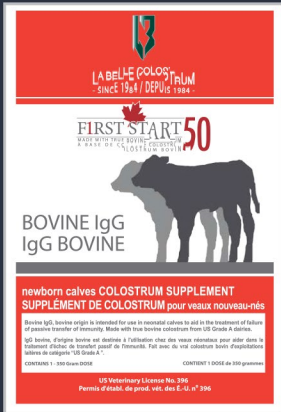 LA BELLE COLOSTRUM
- SINCE 1984 / DEPUIS 1984 -
FIRST START 50
MADE WITH TRUE BOVINE
A BASE DE
COLOSTRUM BOVIN
BOVINE IgG
IgG BOVINE
newborn calves COLOSTRUM SUPPLEMENT
SUPPLÉMENT DE COLOSTRUM pour veaux nouveau-nés
Bovine IgG, bovine origin is intended for use in neonatal calves to aid in the treatment of failure
of passive transfer of immunity. Made with true bovine colostrum from US Grade A dairies.
IgG bovine, d'origine bovine est destinée à l'utilisation chez des veaux néonataux pour aider dans le
traitement d'échec de transfert passif de l'immunité. Fait avec du vrai colostrum bovin d'exploitations
laitières de catégorie "US Grade A".
CONTAINS 1 - 350 Gram DOSE
CONTIENT 1 DOSE de 350 grammes
US Veterinary License No. 396
Permis d'établ. de prod. vét. des É.-U. n° 396